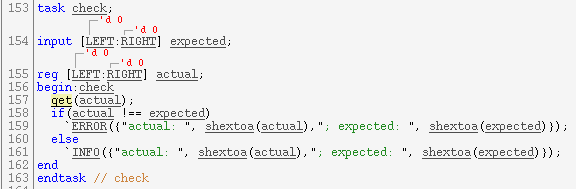 153 task check;
'd 0
'd 0
154 input [LEFT:RIGHT] expected;
'd 0
'd 0
155 reg [LEFT:RIGHT] actual;
156 begin:check
157 get(actual);
158 if(actual !== expected)
159 `ERROR({"actual: ", shextoa(actual),"; expected: ", shextoa(expected)});
160 else
161 `INFO({"actual: ", shextoa(actual),"; expected: ", shextoa(expected)});
162 end
163 endtask // check